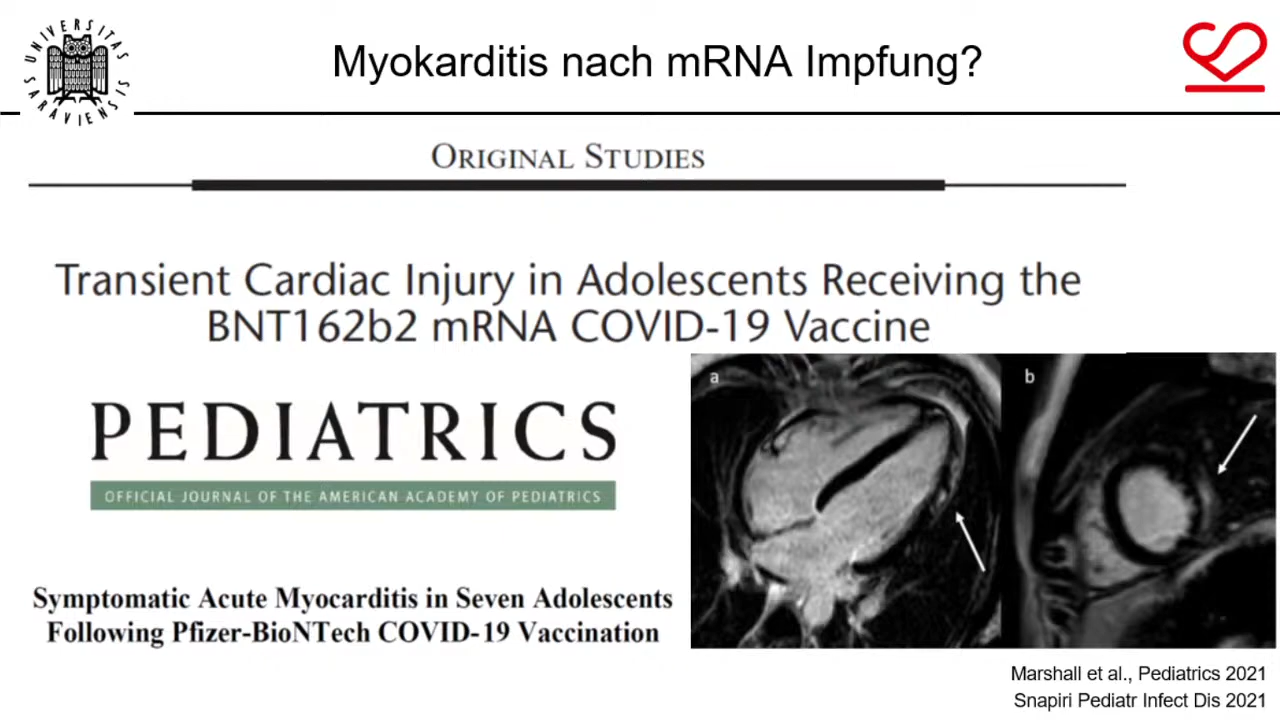 UNIVERSITAS SARAVIENSIS
Myokarditis nach mRNA Impfung?
ORIGINAL STUDIES
Transient Cardiac Injury in Adolescents Receiving the
BNT162b2 mRNA COVID-19 Vaccine
PEDIATRICS
OFFICIAL JOURNAL OF THE AMERICAN ACADEMY OF PEDIATRICS
a
b
Symptomatic Acute Myocarditis in Seven Adolescents
Following Pfizer-BioNTech COVID-19 Vaccination
Marshall et al., Pediatrics 2021
Snapiri Pediatr Infect Dis 2021